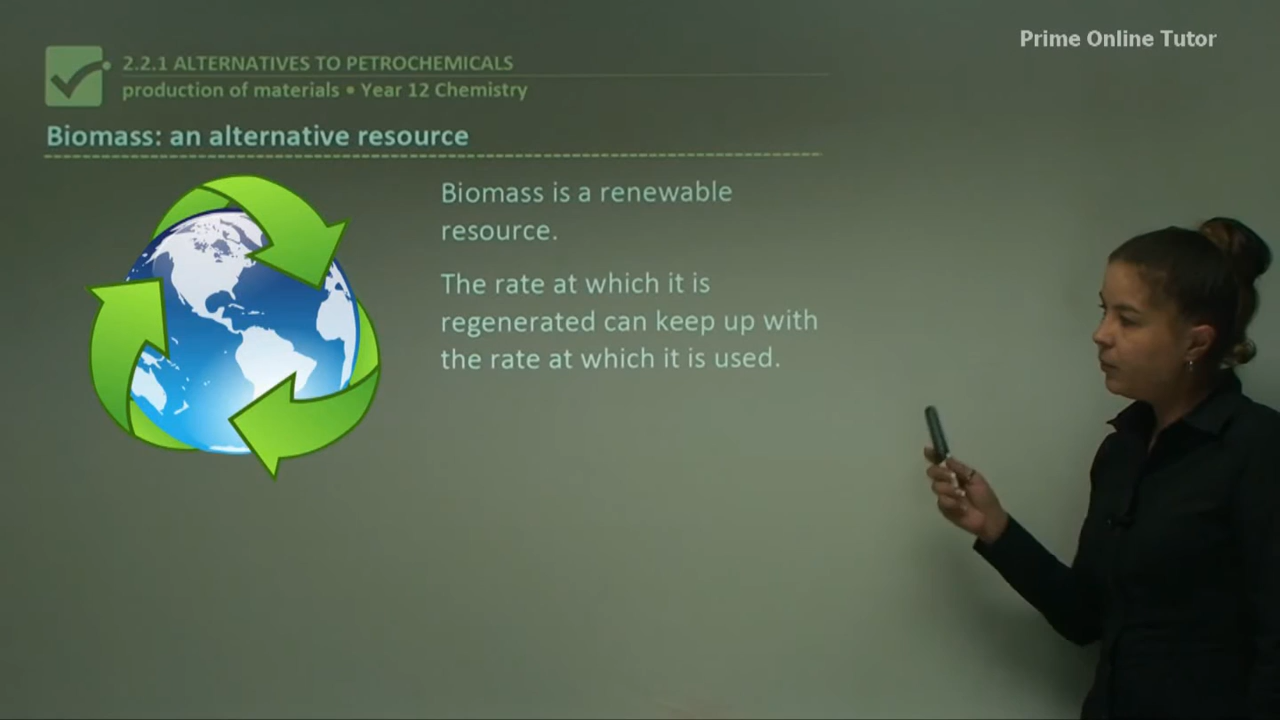 Prime Online Tutor
2.2.1 ALTERNATIVES TO PETROCHEMICALS
production of materials • Year 12 Chemistry
Biomass: an alternative resource
Biomass is a renewable
resource.
The rate at which it is
regenerated can keep up with
the rate at which it is used.